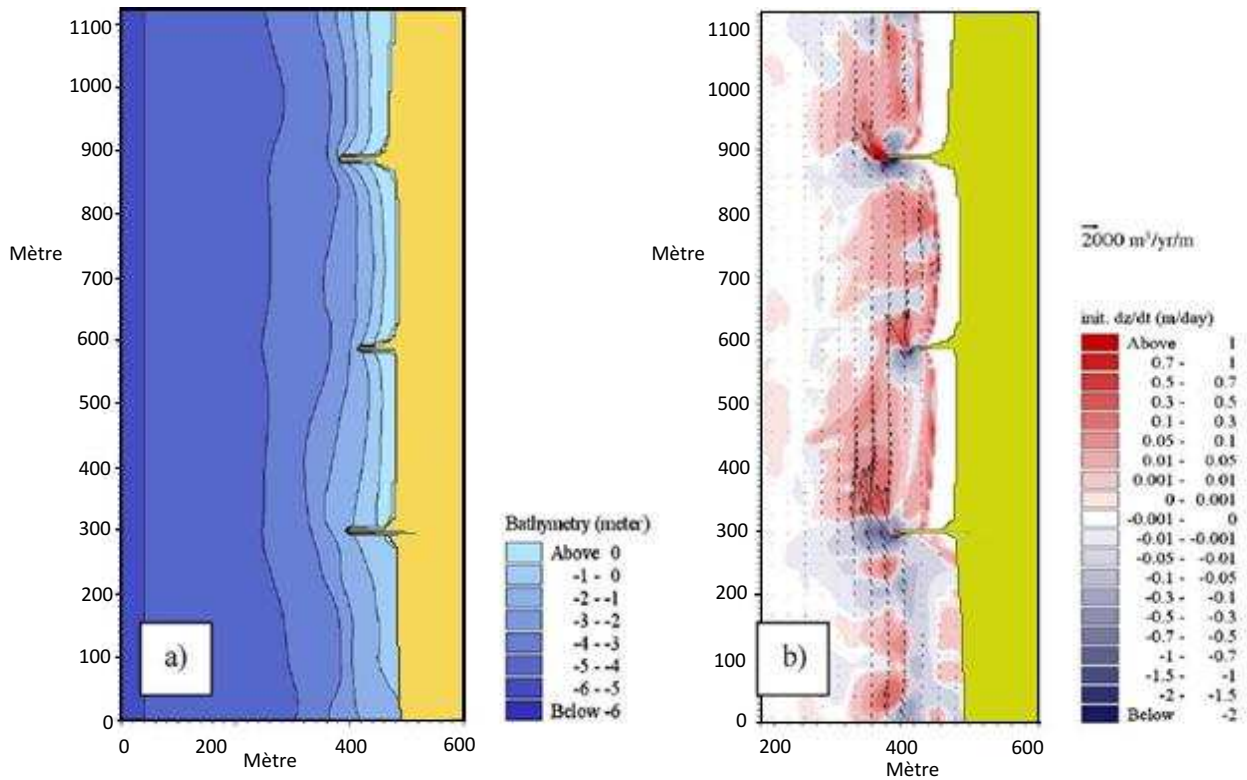 1100
1000
900
800
Mètre
700
600
500
400
300
200
100
0
a)
0 200 400 600
Mètre
Bathymetry (meter)
Above 0
-1 - 0
-2 - -1
-3 - -2
-4 - -3
-5 - -4
-6 - -5
Below -6
1100
1000
900
800
Mètre
700
600
500
400
300
200
100
0
b)
200 400 600
Mètre
2000 m³/yr/m
init. dz/dt (m/day)
Above 1
0.7 - 1
0.5 - 0.7
0.3 - 0.5
0.1 - 0.3
0.05 - 0.1
0.01 - 0.05
0.001 - 0.01
0 - 0.001
-0.001 - 0
-0.01 - -0.001
-0.05 - -0.01
-0.1 - -0.05
-0.3 - -0.1
-0.5 - -0.3
-0.7 - -0.5
-1 - -0.7
-1.5 - -1
-2 - -1.5
Below -2